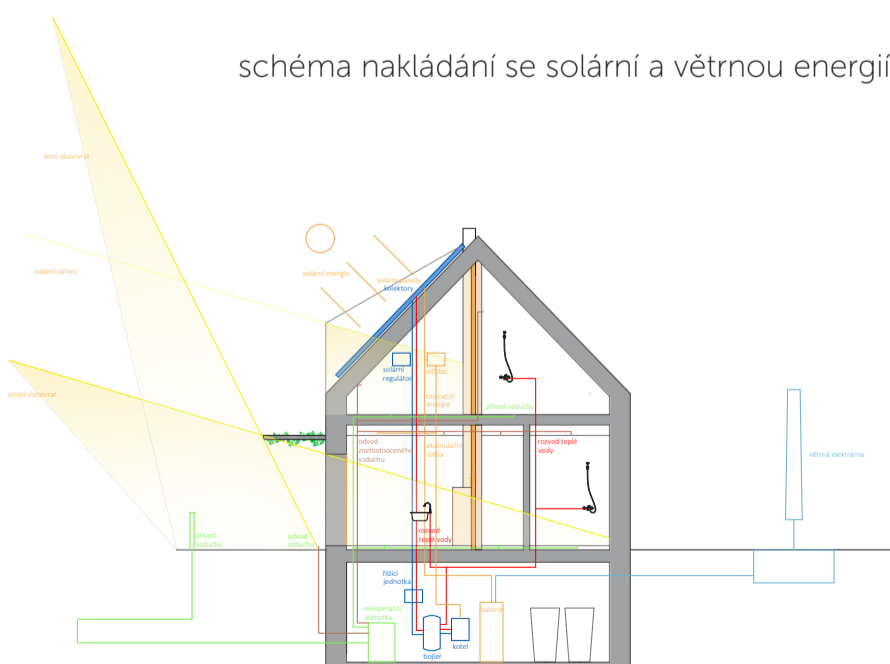 schéma nakládání se solární a větrnou energií
letní slunovrat
solární záření
solární energie
solární panely
kolektory
zimní slunovrat
solární
regulátor
střídač
rozvod el.
energie
přívod vzduchu
odvod
znehodnoceného
vzduchu
akumulační
stěna
rozvod teplé
vody
větrná elektrárna
přívod
vzduchu
odvod
vzduchu
rozvod
teplé vody
řídící
jednotka
rekuperační
jednotka
baterie
kotel
bojler